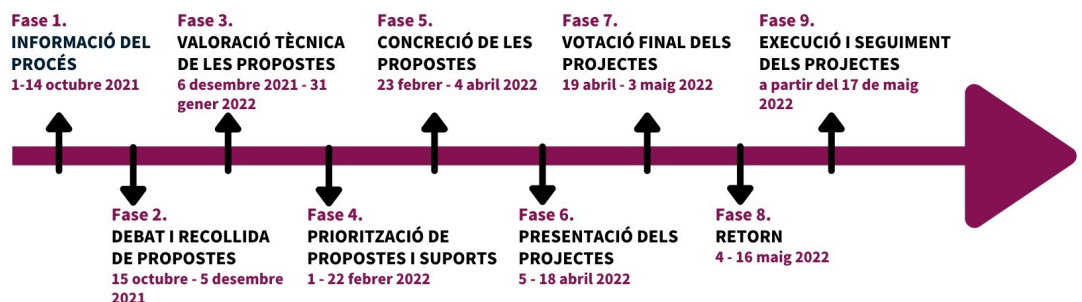 Fase 1.
INFORMACIÓ DEL
PROCÉS
1-14 octubre 2021
Fase 2.
DEBAT I RECOLLIDA
DE PROPOSTES
15 octubre - 5 desembre
2021
Fase 3.
VALORACIÓ TÈCNICA
DE LES PROPOSTES
6 desembre 2021 - 31
gener 2022
Fase 4.
PRIORITZACIÓ DE
PROPOSTES I SUPORTS
1 - 22 febrer 2022
Fase 5.
CONCRECIÓ DE LES
PROPOSTES
23 febrer - 4 abril 2022
Fase 6.
PRESENTACIÓ DELS
PROJECTES
5 - 18 abril 2022
Fase 7.
VOTACIÓ FINAL DELS
PROJECTES
19 abril - 3 maig 2022
Fase 8.
RETORN
4 - 16 maig 2022
Fase 9.
EXECUCIÓ I SEGUIMENT
DELS PROJECTES
a partir del 17 de maig
2022